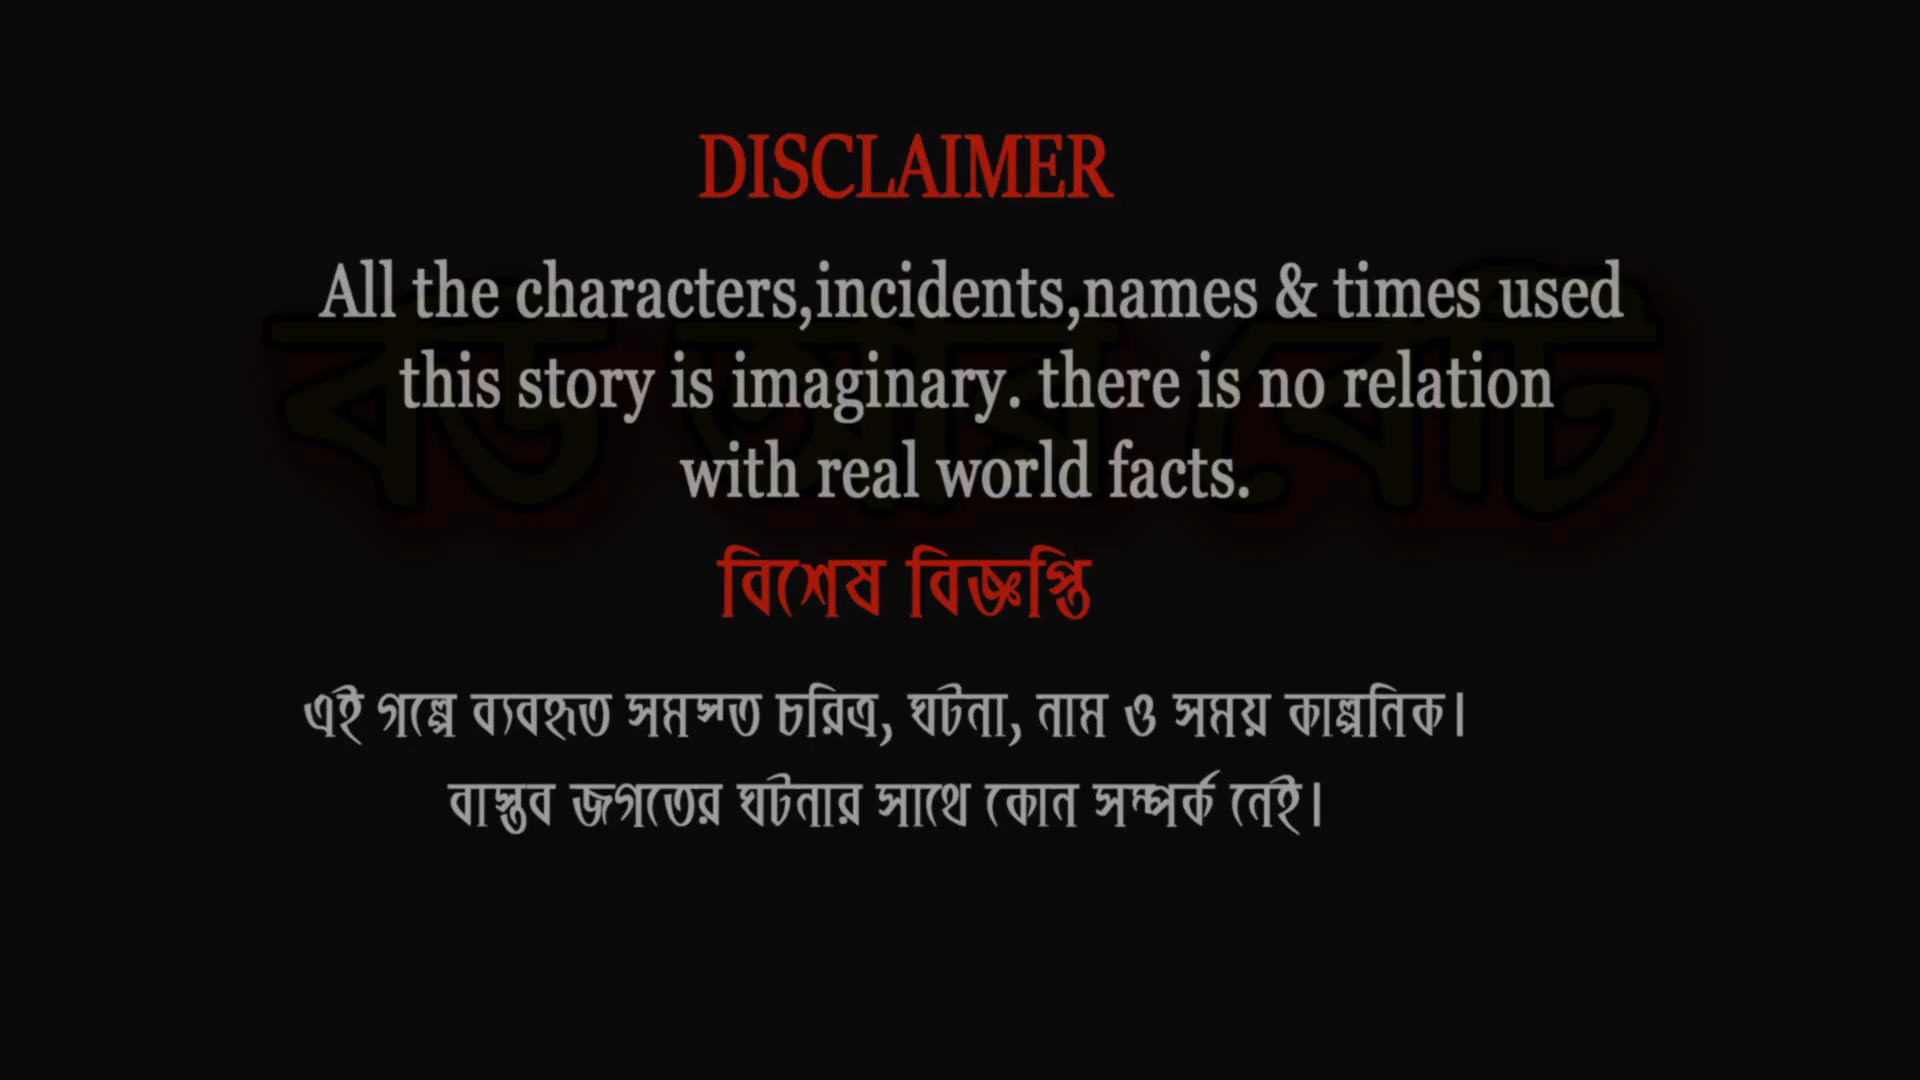 DISCLAIMER
All the characters,incidents,names & times used
this story is imaginary. there is no relation
with real world facts.
বিশেষ বিজ্ঞপ্তি
এই গল্পে ব্যবহৃত সমস্ত চরিত্র, ঘটনা, নাম ও সময় কাল্পনিক।
বাস্তব জগতের ঘটনার সাথে কোন সম্পর্ক নেই।